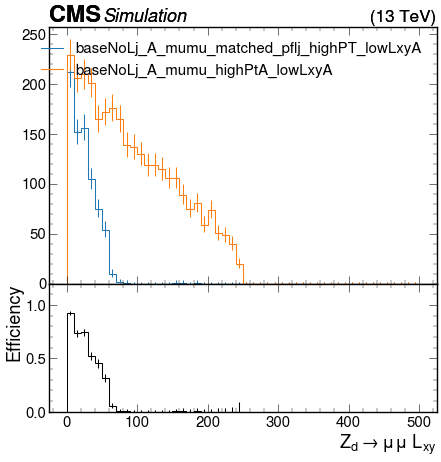 CMS Simulation (13 TeV)
baseNoLj_A_mumu_matched_pflj_highPT_lowLxyA
baseNoLj_A_mumu_highPtA_lowLxyA
250
200
150
100
50
0
Efficiency
1.0
0.5
0.0
0 100 200 300 400 500
Z_d → μ μ L_xy